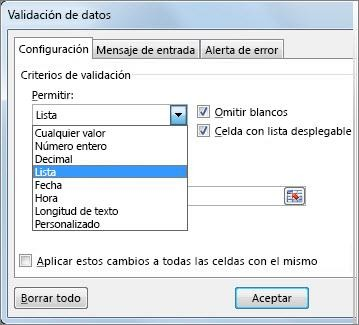 Validación de datos
Configuración Mensaje de entrada Alerta de error
Criterios de validación
Permitir:
Lista
Omitir blancos
Celda con lista desplegable
Cualquier valor
Número entero
Decimal
Lista
Fecha
Hora
Longitud de texto
Personalizado
Aplicar estos cambios a todas las celdas con el mismo
Borrar todo Aceptar